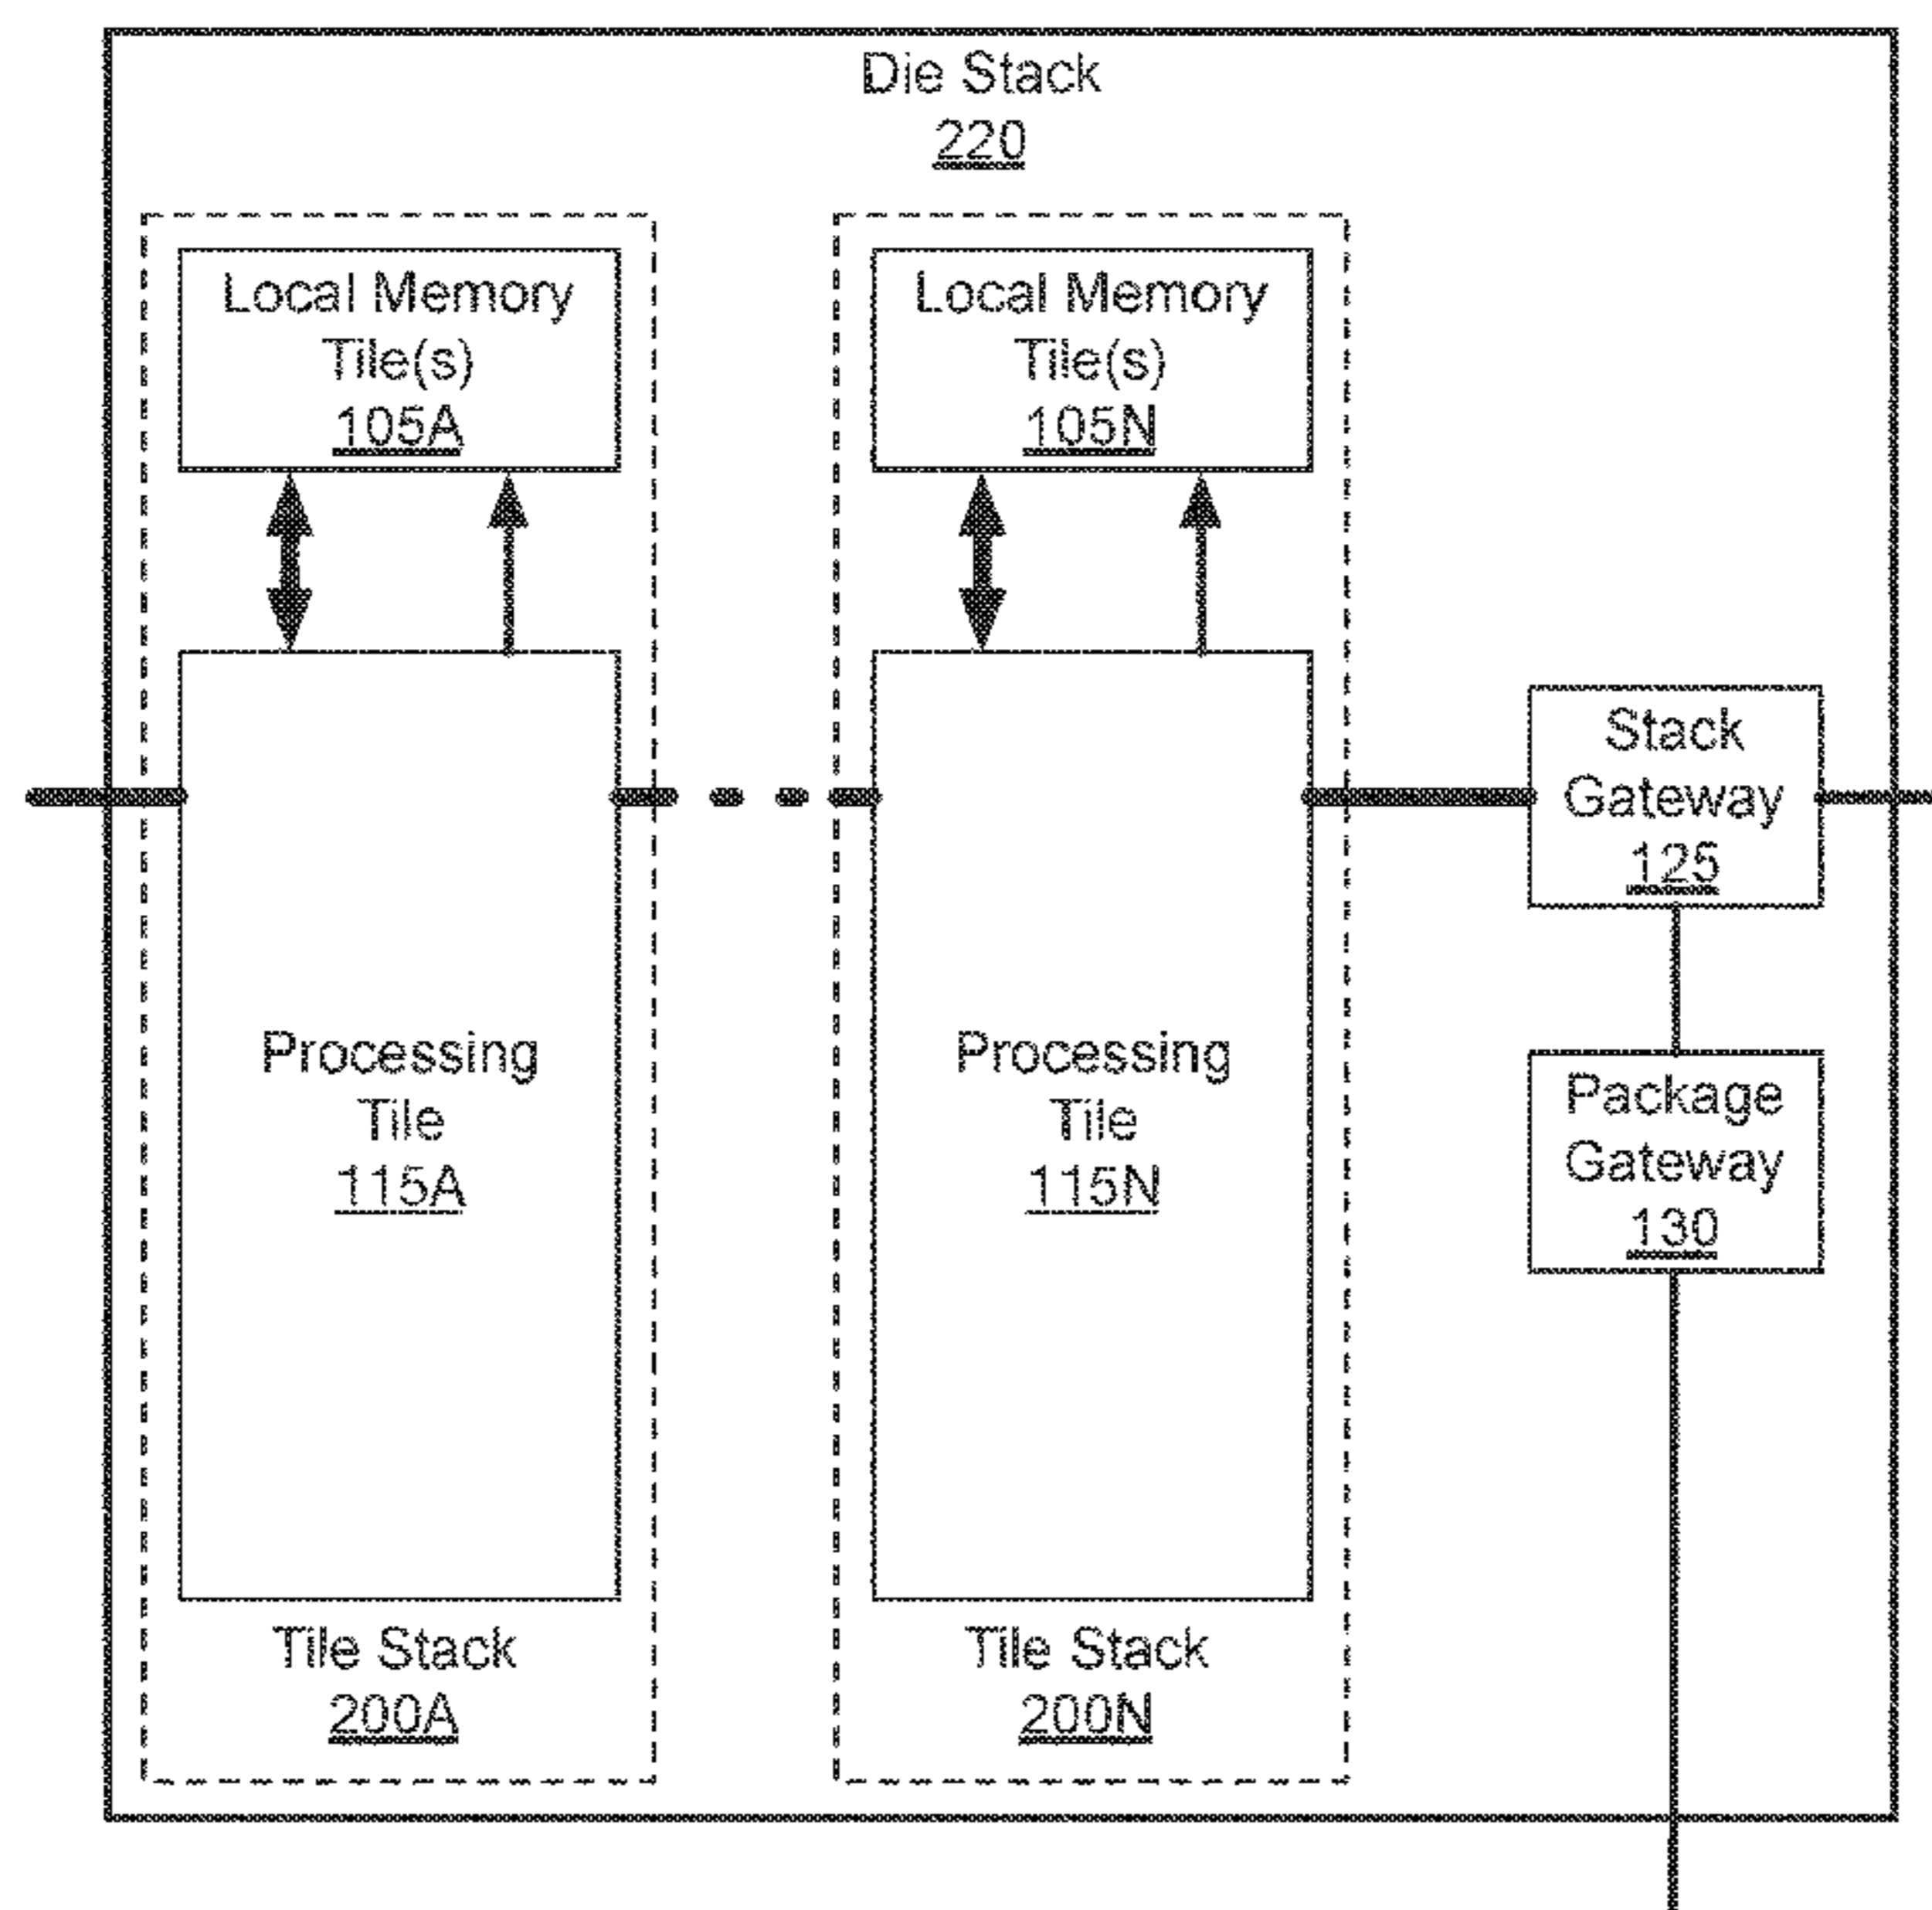 Die Stack
220
Local Memory
Tile(s)
105A
Local Memory
Tile(s)
105N
Stack
Gateway
125
Processing
Tile
115A
Processing
Tile
115N
Package
Gateway
130
Tile Stack
200A
Tile Stack
200N